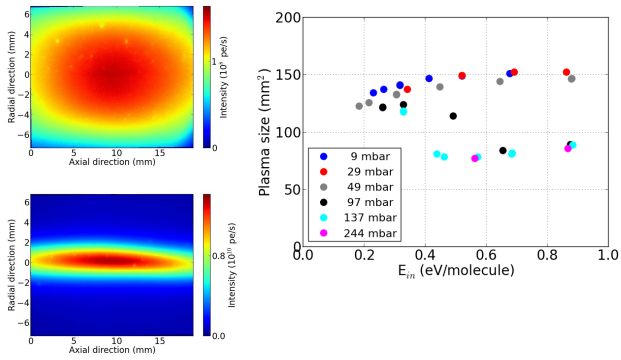 6
4
2
0
−2
−4
−6
Radial direction (mm)
0 5 10 15
Axial direction (mm)
0.0
Intensity (10 pe/s)
6
4
2
0
−2
−4
−6
Radial direction (mm)
0 5 10 15
Axial direction (mm)
0.8
0.0
Intensity (10¹⁰ pe/s)
200
150
100
50
0
Plasma size (mm²)
9 mbar
29 mbar
49 mbar
97 mbar
137 mbar
244 mbar
0.0 0.2 0.4 0.6 0.8 1.0
E_in (eV/molecule)